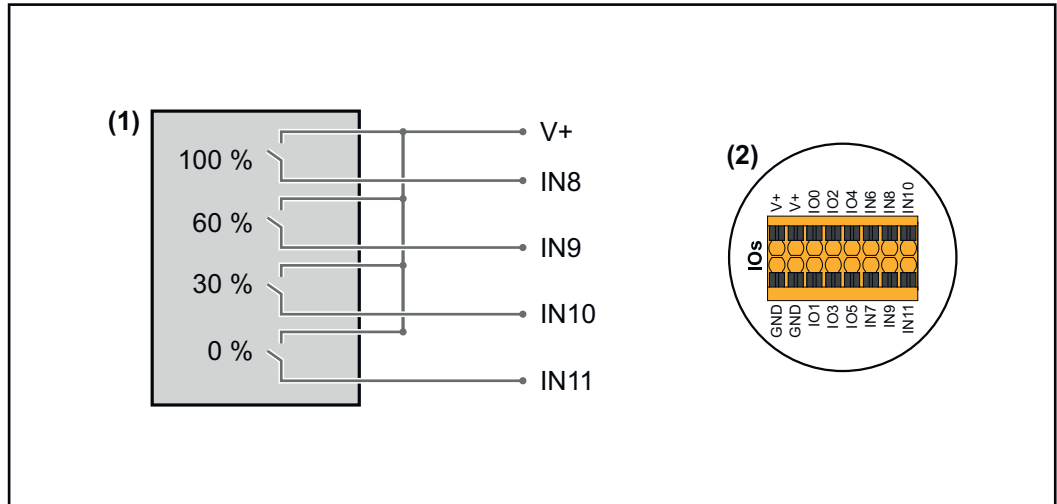 (1)
100 %
60 %
30 %
0 %
V+
IN8
IN9
IN10
IN11
(2)
IOs
V+
V+
IO0
IO2
IO4
IN6
IN8
IN10
GND
GND
IO1
IO3
IO5
IN7
IN9
IN11